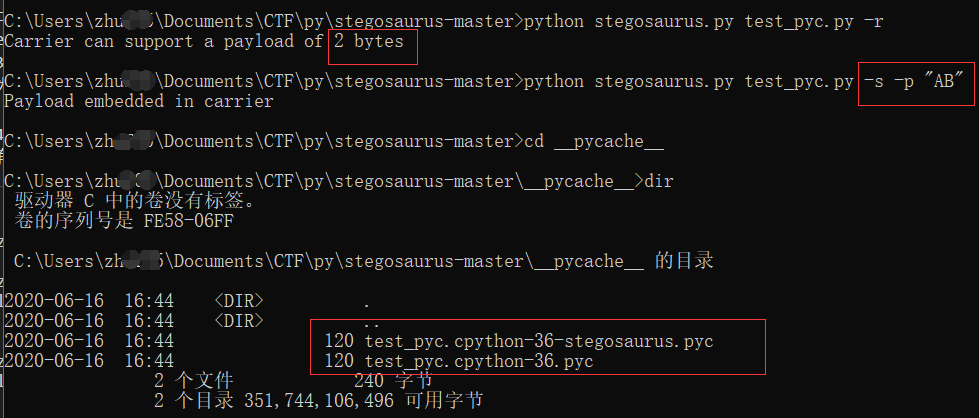 C:\Users\zhu\Documents\CTF\py\stegosaurus-master>python stegosaurus.py test_pyc.py -r
Carrier can support a payload of 2 bytes
C:\Users\zhu\Documents\CTF\py\stegosaurus-master>python stegosaurus.py test_pyc.py -s -p "AB"
Payload embedded in carrier
C:\Users\zh\Documents\CTF\py\stegosaurus-master>cd __pycache__
C:\Users\zh\Documents\CTF\py\stegosaurus-master\__pycache__>dir
驱动器 C 中的卷没有标签。
卷的序列号是 FE58-06FF
C:\Users\zh\Documents\CTF\py\stegosaurus-master\__pycache__ 的目录
2020-06-16 16:44 <DIR> .
2020-06-16 16:44 <DIR> ..
2020-06-16 16:44 120 test_pyc.cpython-36-stegosaurus.pyc
2020-06-16 16:44 120 test_pyc.cpython-36.pyc
2 个文件 240 字节
2 个目录 351,744,106,496 可用字节